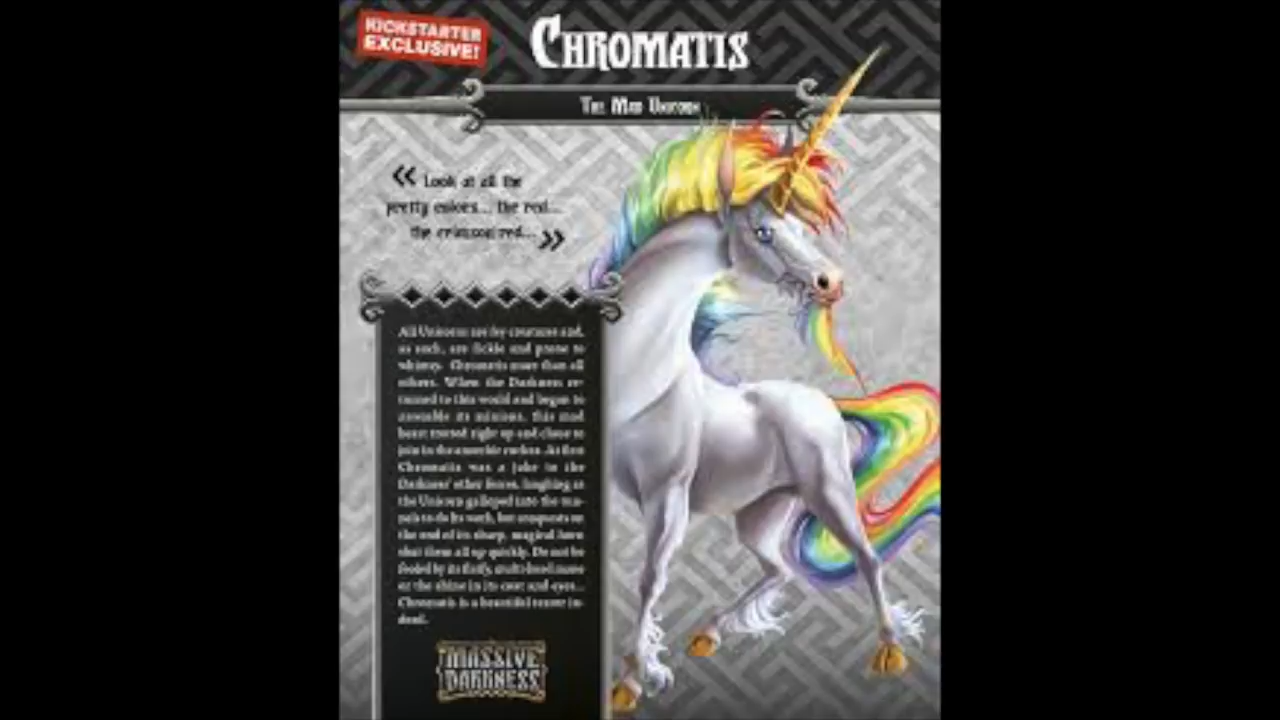 KICKSTARTER
EXCLUSIVE!
CHROMATIS
THE MAD UNICORN
« Look at all the
pretty colors... the red...
the crimson red... »
All Unicorns are fey creatures and,
as such, are fickle and prone to
whimsy. Chromatis more than all
others. When the Darkness re-
turned to this world and began to
assemble its minions, this mad
beast trotted right up and chose to
join in the anarchic ruckus. At first
Chromatis was a joke to the
Darkness' other forces, laughing as
the Unicorn galloped into the tun-
nels to do its work, but conquests on
the end of its sharp, magical horn
shut them all up quickly. Do not be
fooled by its fluffy, multi-hued mane
or the shine in its coat and eyes...
Chromatis is a beautiful terror in-
deed.
MASSIVE
DARKNESS